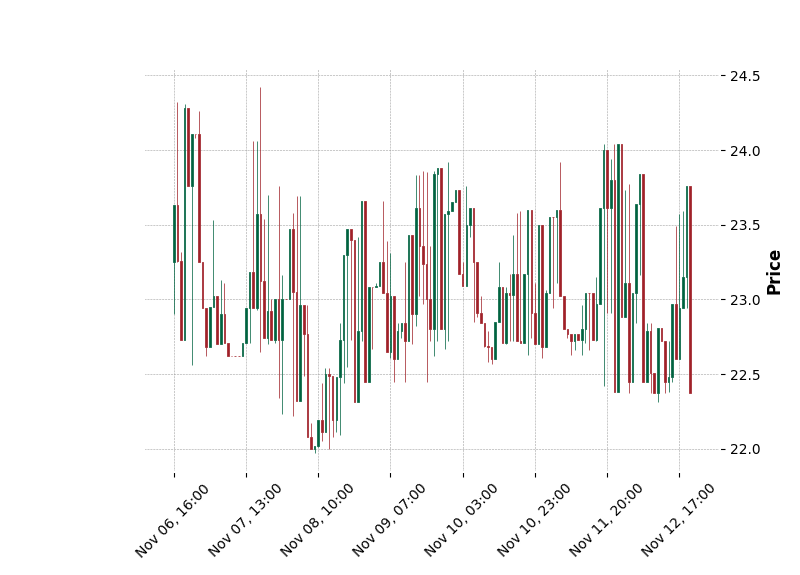 24.5
24.0
23.5
23.0
22.5
22.0
Price
Nov 06, 16:00
Nov 07, 13:00
Nov 08, 10:00
Nov 09, 07:00
Nov 10, 03:00
Nov 10, 23:00
Nov 11, 20:00
Nov 12, 17:00